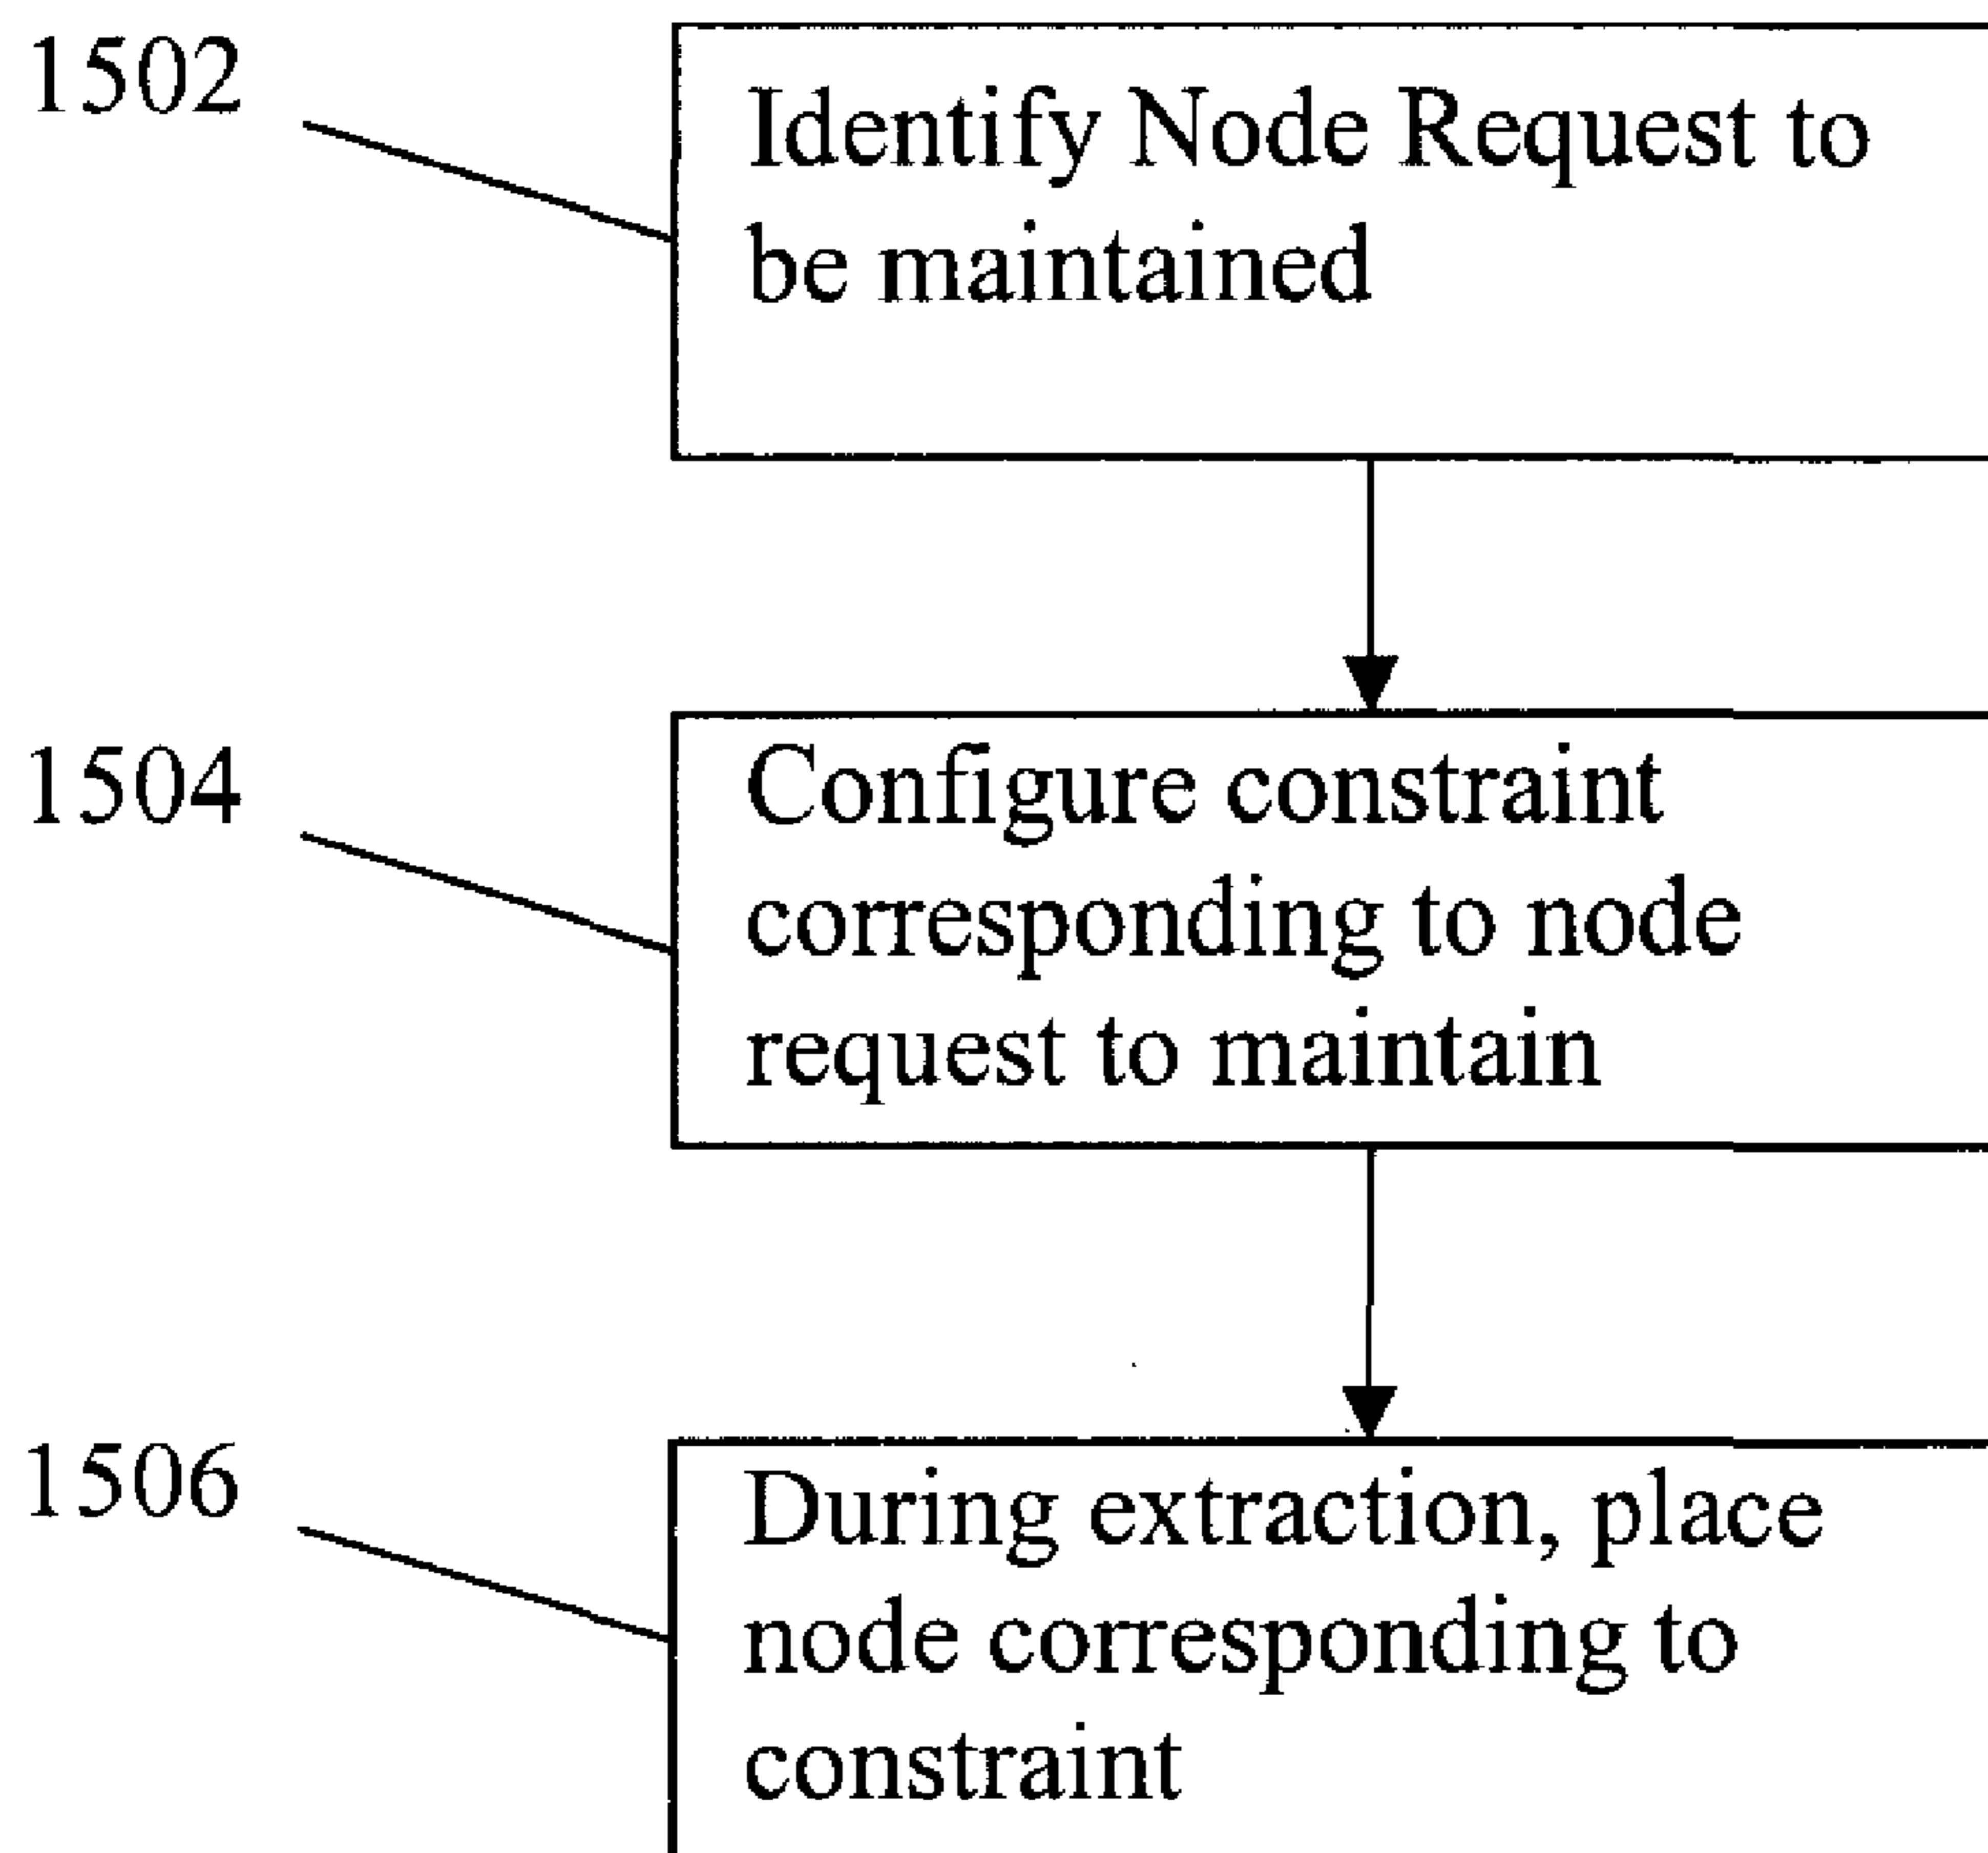 1502
Identify Node Request to
be maintained
1504
Configure constraint
corresponding to node
request to maintain
1506
During extraction, place
node corresponding to
constraint